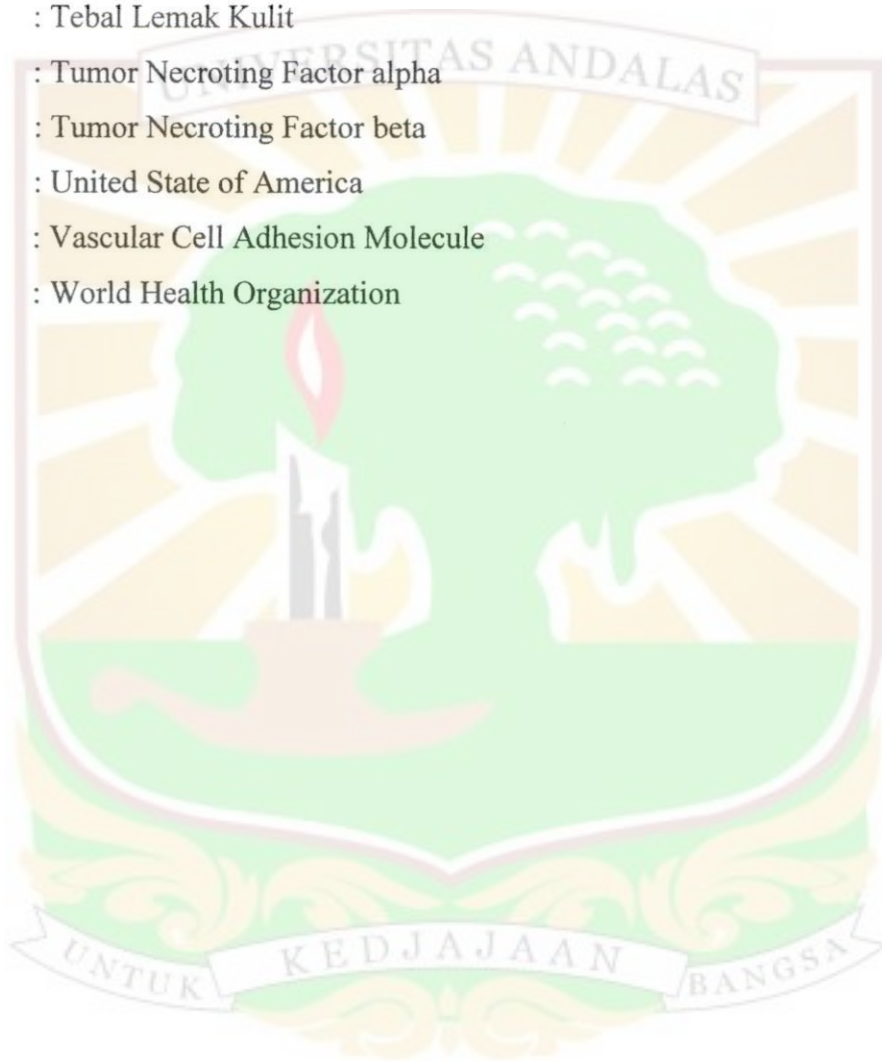 : Tebal Lemak Kulit
UNIVERSITAS ANDALAS
: Tumor Necroting Factor alpha
: Tumor Necroting Factor beta
: United State of America
: Vascular Cell Adhesion Molecule
: World Health Organization
UNTUK KEDJAJAAN BANGSA